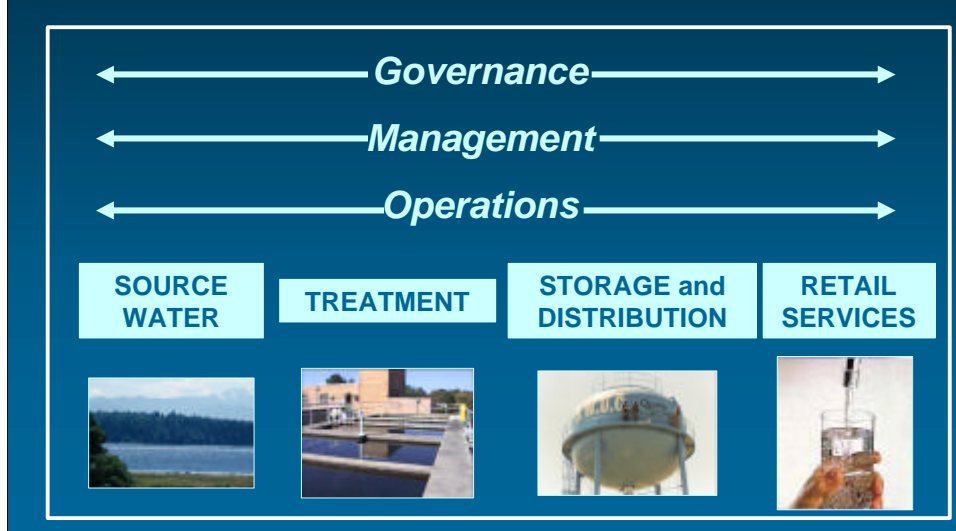 Governance
Management
Operations
SOURCE
WATER
TREATMENT
STORAGE and
DISTRIBUTION
RETAIL
SERVICES